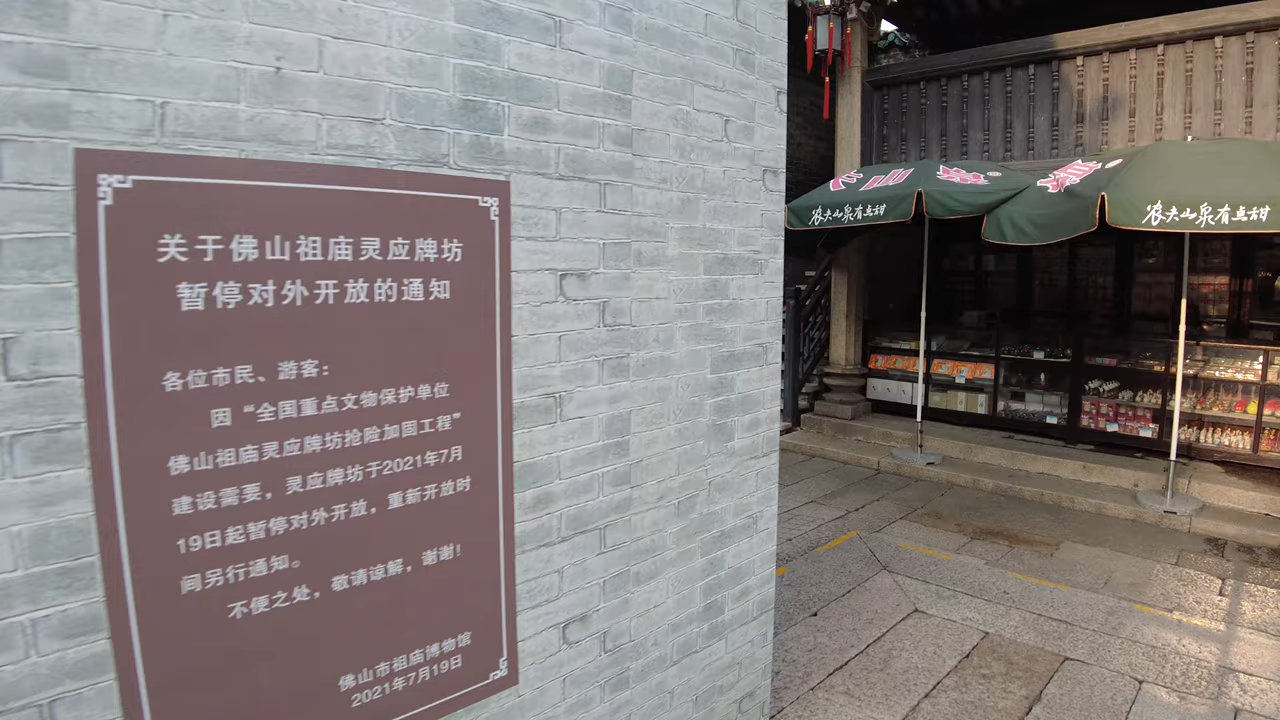 关于佛山祖庙灵应牌坊
暂停对外开放的通知
各位市民、游客：
因“全国重点文物保护单位
佛山祖庙灵应牌坊抢险加固工程”
建设需要，灵应牌坊于2021年7月
19日起暂停对外开放，重新开放时
间另行通知。
不便之处，敬请谅解，谢谢！
佛山市祖庙博物馆
2021年7月19日
山泉®
农夫山泉有点甜
泉
农夫山泉有点甜